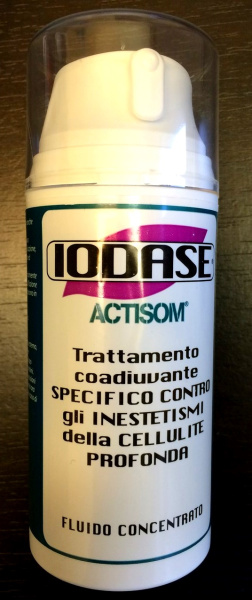 IODASE®
ACTISOM®
Trattamento
coadiuvante
SPECIFICO CONTRO
gli INESTETISMI
della CELLULITE
PROFONDA
FLUIDO CONCENTRATO